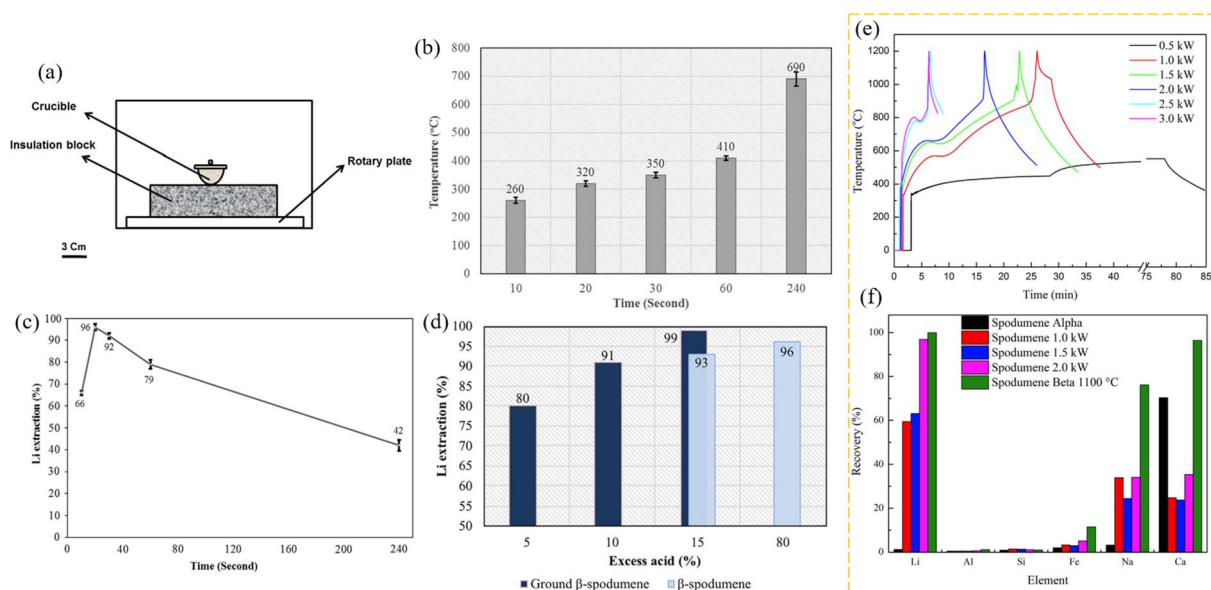 (a)
Crucible
Insulation block
Rotary plate
3 Cm
(b)
800
700
600
500
400
300
200
100
0
Temperature (°C)
260
320
350
410
690
10
20
30
60
240
Time (Second)
(c)
100
90
80
70
60
50
40
30
20
10
0
Li extraction (%)
66
96
92
79
42
0
40
80
120
160
200
240
Time (Second)
(d)
100
95
90
85
80
75
70
65
60
55
50
Li extraction (%)
80
91
99
93
96
5
10
15
80
Excess acid (%)
Ground β-spodumene
β-spodumene
(e)
1200
1000
800
600
400
200
0
Temperature (°C)
0.5 kW
1.0 kW
1.5 kW
2.0 kW
2.5 kW
3.0 kW
0
5
10
15
20
25
30
35
40
45
75
80
85
Time (min)
(f)
100
80
60
40
20
0
Recovery (%)
Spodumene Alpha
Spodumene 1.0 kW
Spodumene 1.5 kW
Spodumene 2.0 kW
Spodumene Beta 1100 °C
Li
Al
Si
Fe
Na
Ca
Element